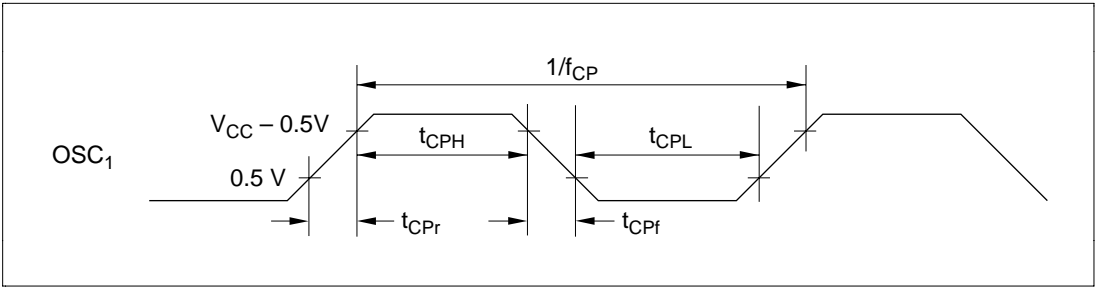 1/fCP
VCC – 0.5V
tCPH
tCPL
OSC1
0.5 V
tCPr
tCPf